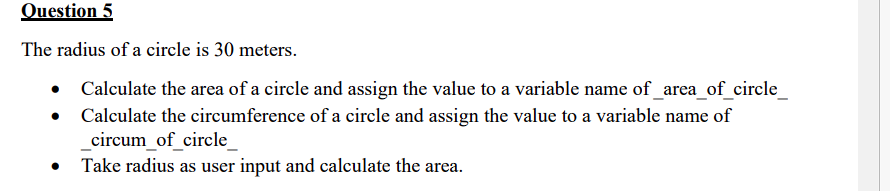 Question 5
The radius of a circle is 30 meters.
• Calculate the area of a circle and assign the value to a variable name of _area_of_circle_
• Calculate the circumference of a circle and assign the value to a variable name of
_circum_of_circle_
• Take radius as user input and calculate the area.